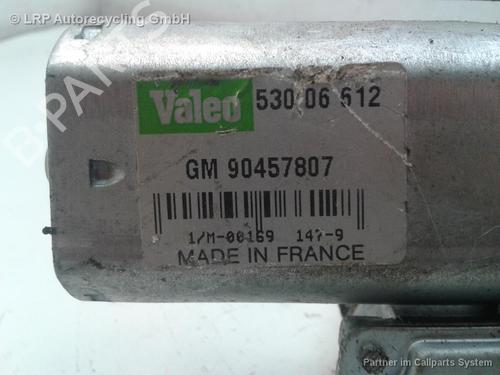 © LRP Autorecycling GmbH
B-PARTS
Valeo 530 06 612
GM 90457807
1/M-00169 147-9
MADE IN FRANCE
Partner im Callparts System